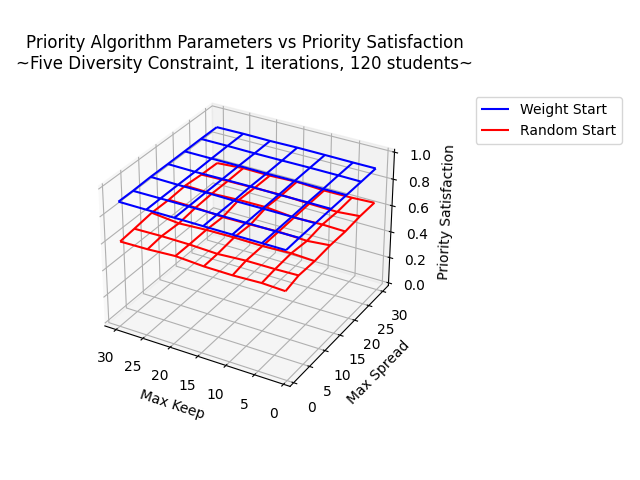 Priority Algorithm Parameters vs Priority Satisfaction
~Five Diversity Constraint, 1 iterations, 120 students~
Weight Start
Random Start
1.0
0.8
0.6
0.4
0.2
0.0
Priority Satisfaction
30
25
20
15
10
5
0
Max Spread
30
25
20
15
10
5
0
Max Keep